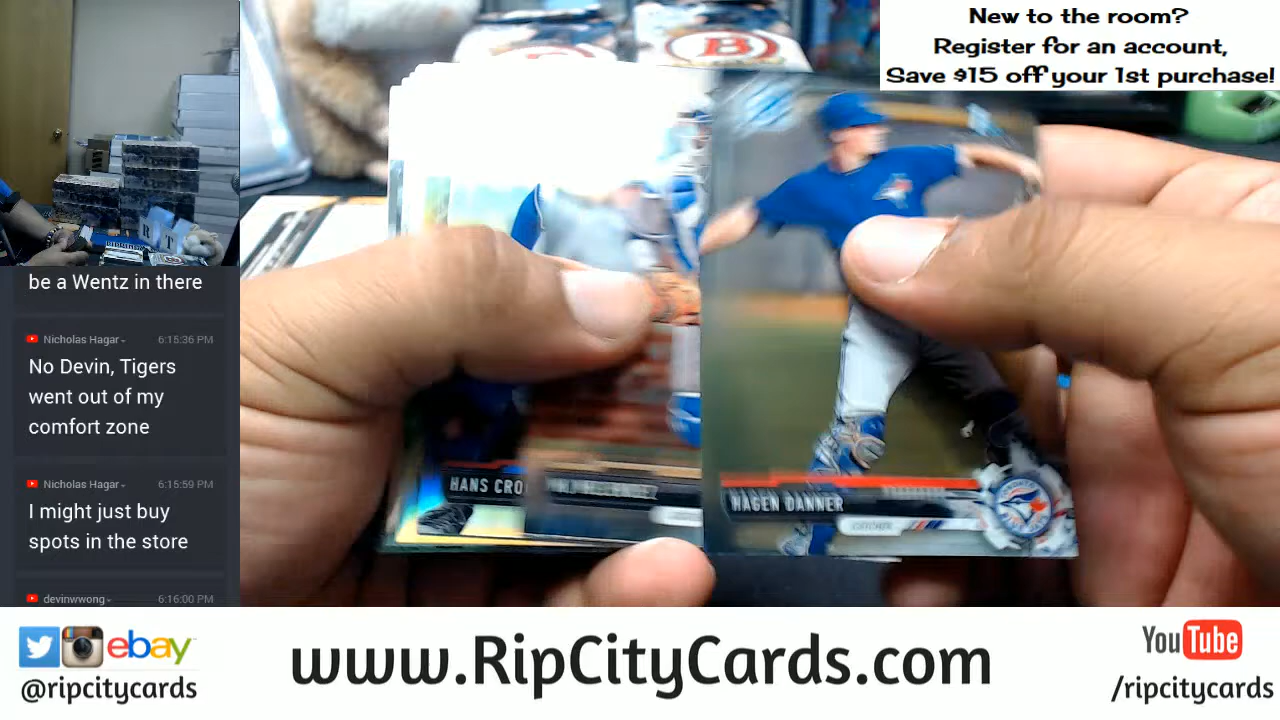 New to the room?
Register for an account,
Save $15 off your 1st purchase!
be a Wentz in there
Nicholas Hagar
6:15:36 PM
No Devin, Tigers
went out of my
comfort zone
Nicholas Hagar
6:15:59 PM
I might just buy
spots in the store
devinwwong
6:16:00 PM
B
R T
HANS CRO
HAGEN DANNER
ebay
@ripcitycards
www.RipCityCards.com
YouTube
/ripcitycards